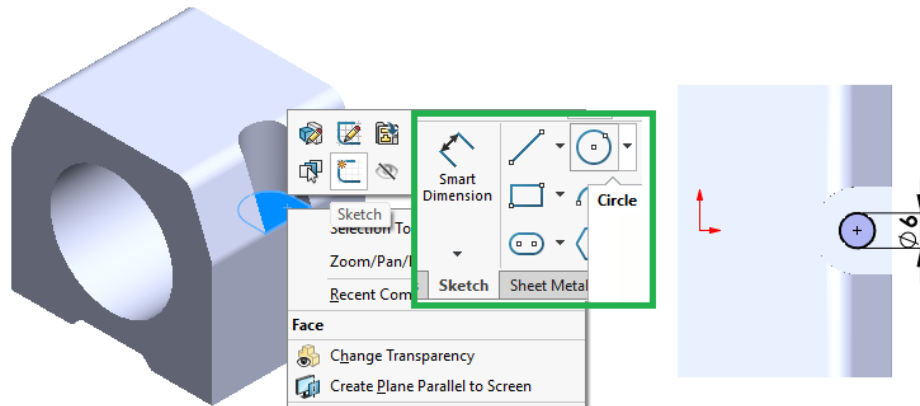 Sketch
Selection To
Zoom/Pan/
Recent Com
Face
Change Transparency
Create Plane Parallel to Screen
Smart
Dimension
Circle
Sketch
Sheet Metal
Ø6